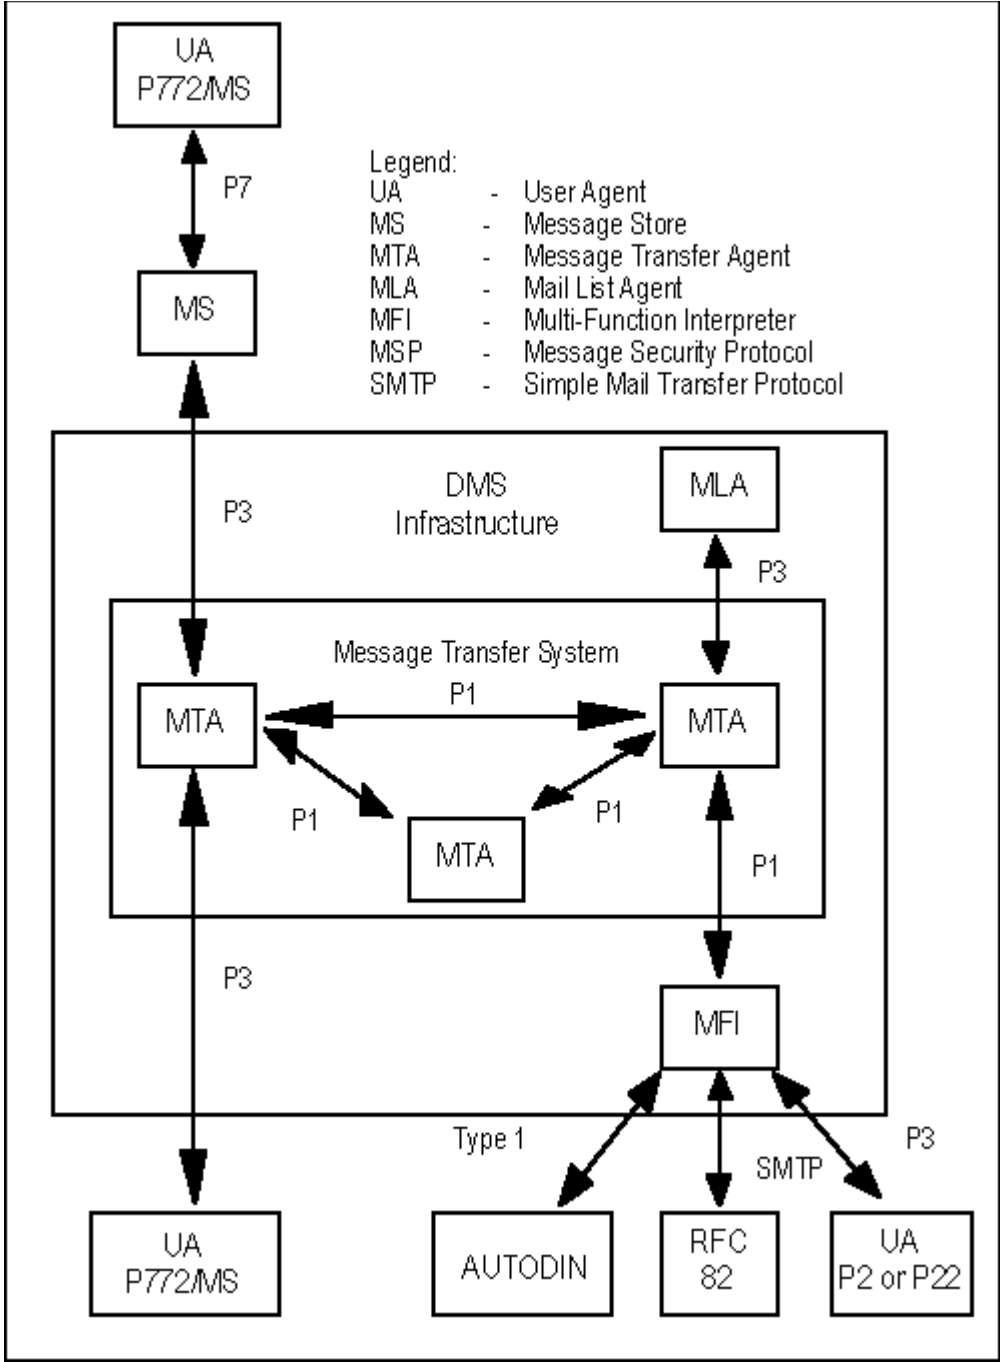 UA
P772/MS
P7
MS
Legend:
UA - User Agent
MS - Message Store
MTA - Message Transfer Agent
MLA - Mail List Agent
MFI - Multi-Function Interpreter
MSP - Message Security Protocol
SMTP - Simple Mail Transfer Protocol
P3
DMS
Infrastructure
MLA
P3
Message Transfer System
P1
MTA
MTA
P1
P1
MTA
P1
P3
MFI
Type 1
SMTP
P3
UA
P772/MS
AUTODIN
RFC
82
UA
P2 or P22